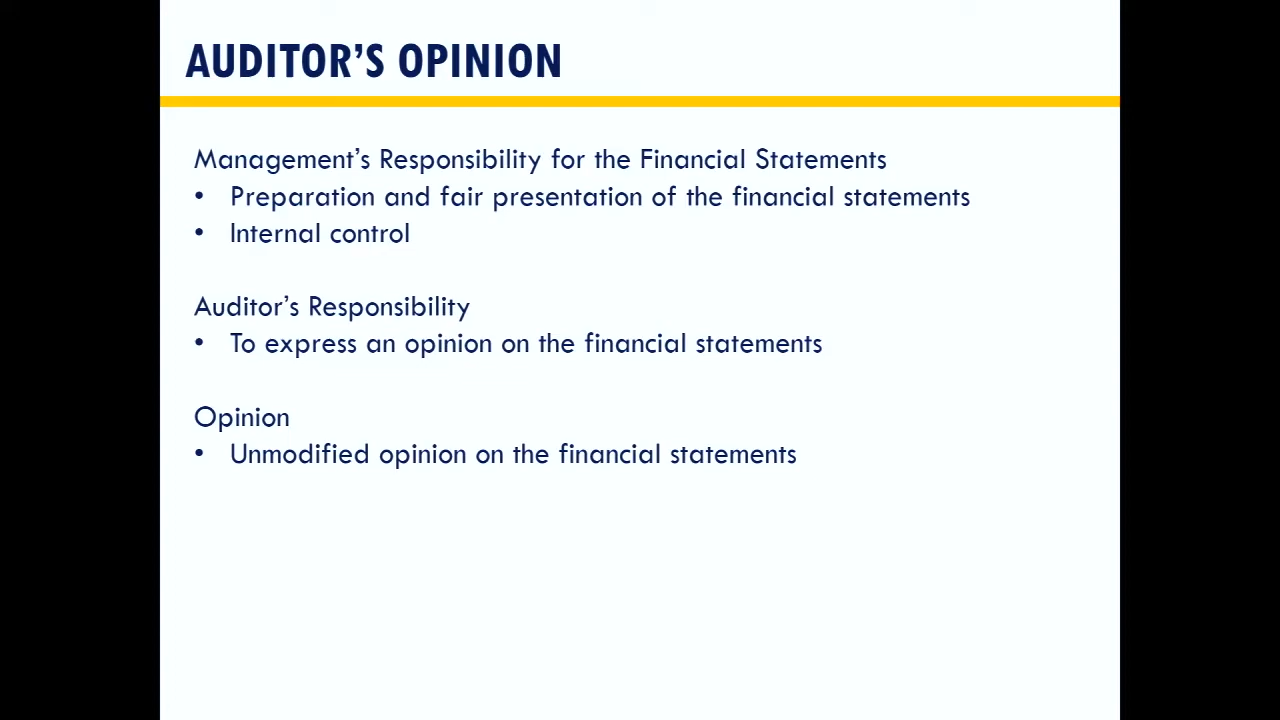 AUDITOR’S OPINION
Management’s Responsibility for the Financial Statements
• Preparation and fair presentation of the financial statements
• Internal control
Auditor’s Responsibility
• To express an opinion on the financial statements
Opinion
• Unmodified opinion on the financial statements